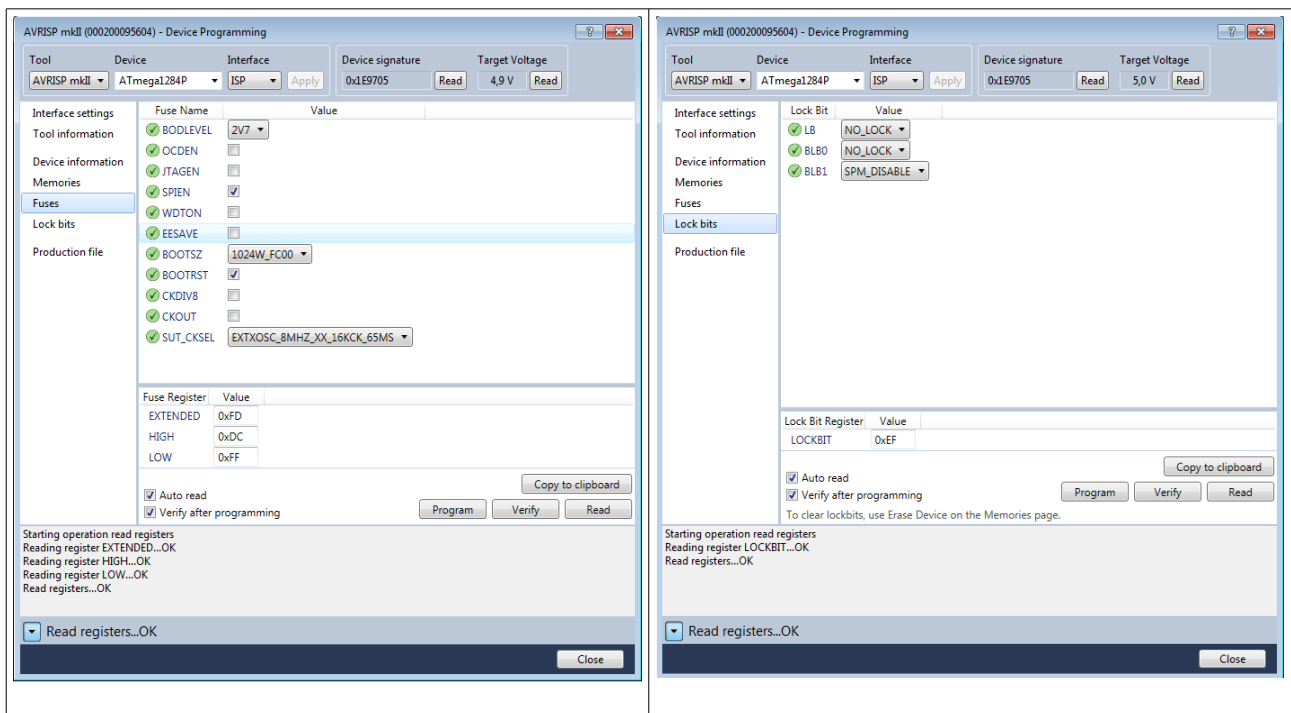 AVRISP mkII (000200095604) - Device Programming
Tool Device Interface Device signature Target Voltage
AVRISP mkII ATmega1284P ISP Apply 0x1E9705 Read 4,9 V Read
Interface settings
Tool information
Device information
Memories
Fuses
Lock bits
Production file
Fuse Name Value
BODLEVEL 2V7
OCDEN
JTAGEN
SPIEN
WDTON
EESAVE
BOOTSZ 1024W_FC00
BOOTRST
CKDIV8
CKOUT
SUT_CKSEL EXTXOSC_8MHZ_XX_16KCK_65MS
Fuse Register Value
EXTENDED 0xFD
HIGH 0xDC
LOW 0xFF
Copy to clipboard
Auto read
Verify after programming
Program Verify Read
Starting operation read registers
Reading register EXTENDED...OK
Reading register HIGH...OK
Reading register LOW...OK
Read registers...OK
Read registers...OK
Close
AVRISP mkII (000200095604) - Device Programming
Tool Device Interface Device signature Target Voltage
AVRISP mkII ATmega1284P ISP Apply 0x1E9705 Read 5,0 V Read
Interface settings
Tool information
Device information
Memories
Fuses
Lock bits
Production file
Lock Bit Value
LB NO_LOCK
BLB0 NO_LOCK
BLB1 SPM_DISABLE
Lock Bit Register Value
LOCKBIT 0xEF
Copy to clipboard
Auto read
Verify after programming
Program Verify Read
To clear lockbits, use Erase Device on the Memories page.
Starting operation read registers
Reading register LOCKBIT...OK
Read registers...OK
Read registers...OK
Close